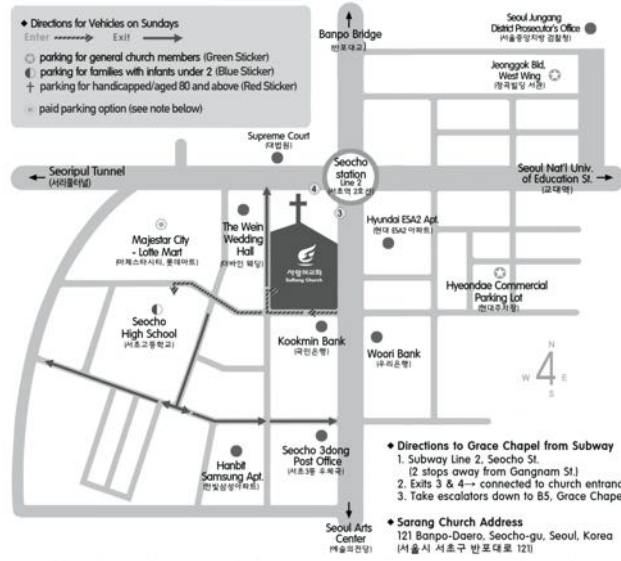 ◆ Directions for Vehicles on Sundays
Enter Exit
parking for general church members (Green Sticker)
parking for families with infants under 2 (Blue Sticker)
parking for handicapped/aged 80 and above (Red Sticker)
paid parking option (see note below)
Banpo Bridge
(반포대교)
Seoul Jungang
District Prosecutor's Office
(서울중앙지방 검찰청)
Jeonggok Bld,
West Wing
(정곡빌딩 서관)
Supreme Court
(대법원)
Seoripul Tunnel
(서리풀터널)
Seocho
station
Line 2
(서초역 2호선)
Seoul Nat'l Univ.
of Education St.
(교대역)
4
3
The Wein
Wedding
Hall
(더바인 웨딩)
Majestar City
- Lotte Mart
(마제스타시티, 롯데마트)
사랑의교회
SaRang Church
Hyundai ESA2 Apt.
(현대 ESA2 아파트)
Hyeondae Commercial
Parking Lot
(현대주차장)
Seocho
High School
(서초고등학교)
Kookmin Bank
(국민은행)
Woori Bank
(우리은행)
N
W 4 E
S
Hanbit
Samsung Apt.
(한빛삼성아파트)
Seocho 3dong
Post Office
(서초3동 우체국)
Seoul Arts
Center
(예술의전당)
◆ Directions to Grace Chapel from Subway
1. Subway Line 2, Seocho St.
(2 stops away from Gangnam St.)
2. Exits 3 & 4→ connected to church entranc
3. Take escalators down to B5, Grace Chape
◆ Sarang Church Address
121 Banpo-Daero, Seocho-gu, Seoul, Korea
(서울시 서초구 반포대로 121)